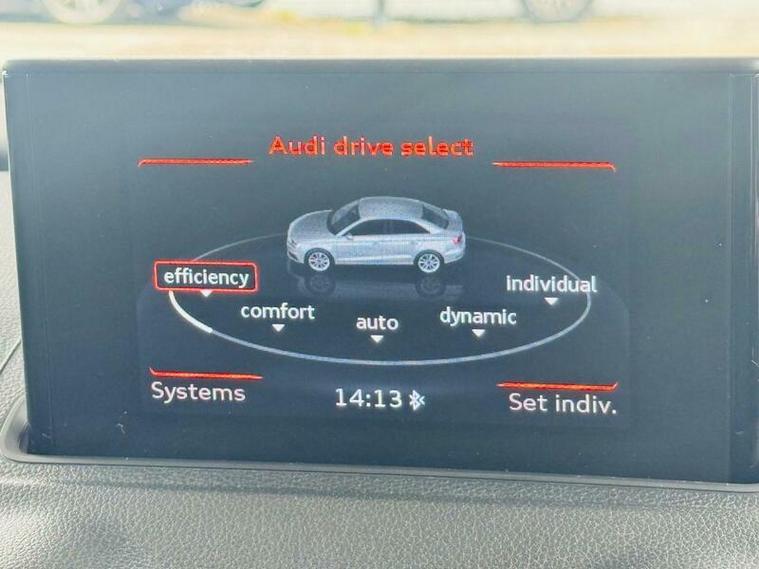 Audi drive select
efficiency
comfort
auto
dynamic
individual
Systems
14:13
Set indiv.